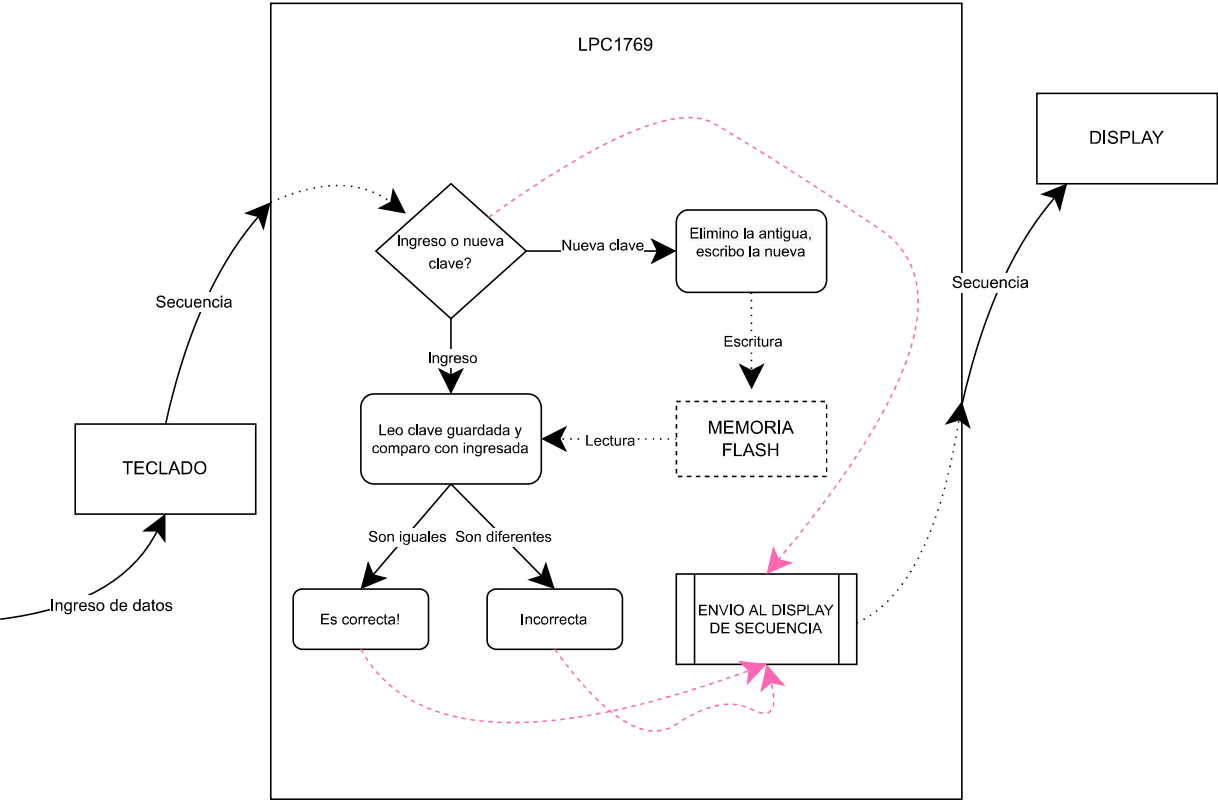 LPC1769
DISPLAY
Ingreso o nueva
clave?
Nueva clave
Elimino la antigua,
escribo la nueva
Secuencia
Secuencia
Escritura
Ingreso
Leo clave guardada y
comparo con ingresada
Lectura
MEMORIA
FLASH
TECLADO
Son iguales
Son diferentes
Ingreso de datos
Es correcta!
Incorrecta
ENVIO AL DISPLAY
DE SECUENCIA